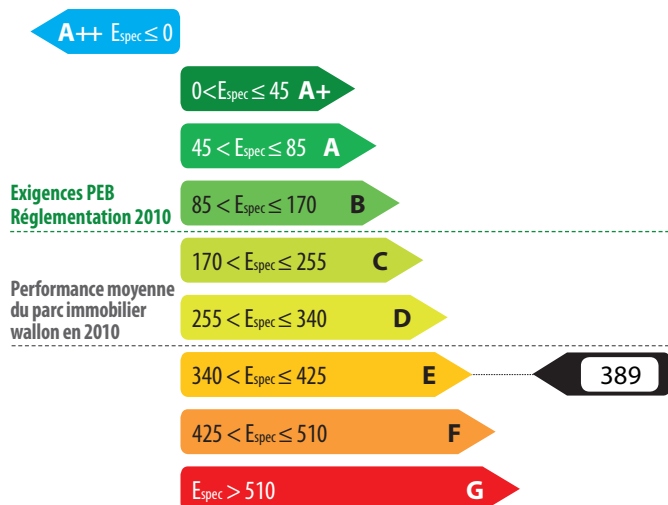 A++ Espec ≤ 0
0<Espec ≤ 45 A+
45 < Espec ≤ 85 A
Exigences PEB
Réglementation 2010
85 < Espec ≤ 170 B
170 < Espec ≤ 255 C
Performance moyenne
du parc immobilier
wallon en 2010
255 < Espec ≤ 340 D
340 < Espec ≤ 425 E 389
425 < Espec ≤ 510 F
Espec > 510 G